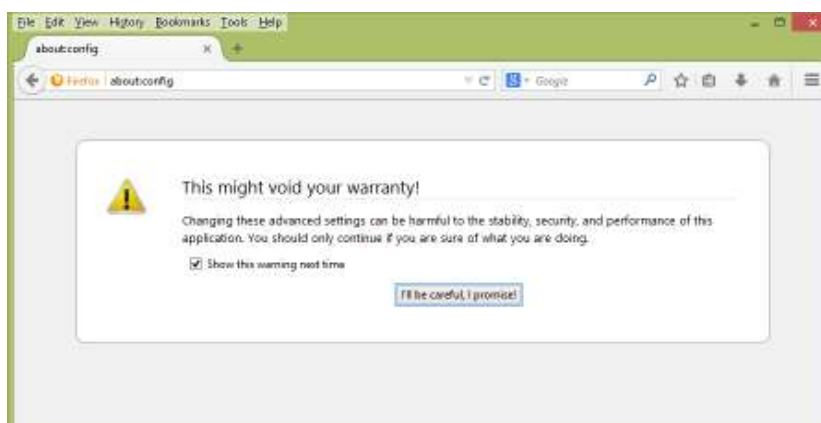 File Edit View History Bookmarks Tools Help
about:config
Firefox about:config Google
This might void your warranty!
Changing these advanced settings can be harmful to the stability, security, and performance of this
application. You should only continue if you are sure of what you are doing.
Show this warning next time
I'll be careful, I promise!